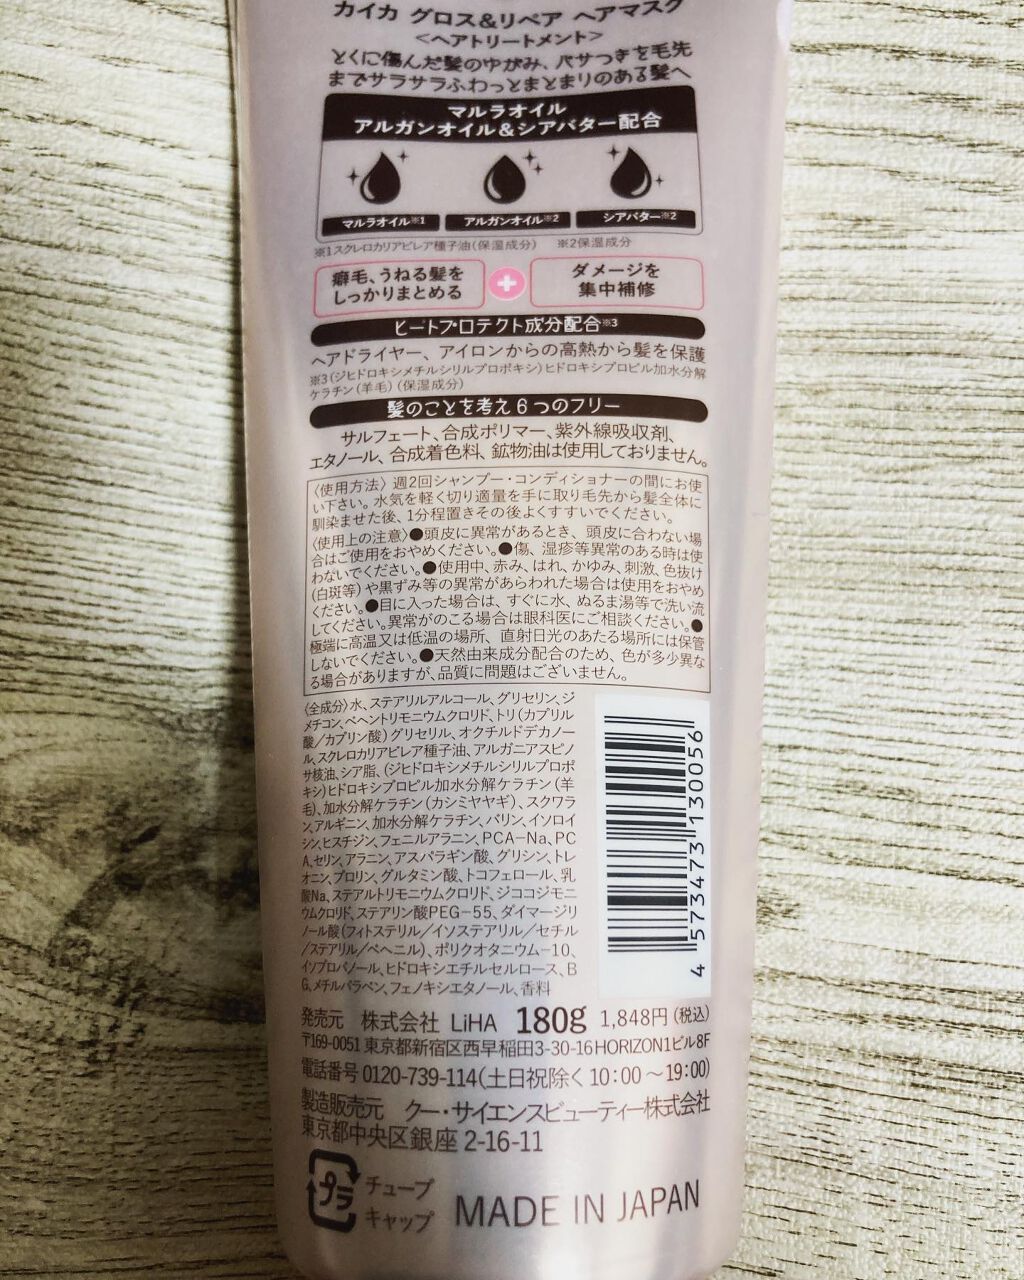 カイカ グロス&リペア ヘアマスク
<ヘアトリートメント>
とくに傷んだ髪のゆがみ、パサつきを毛先
までサラサラふわっとまとまりのある髪へ
マルラオイル
アルガンオイル&シアバター配合
マルラオイル※1 アルガンオイル※2 シアバター※2
※1スクレロカリアビレア種子油(保湿成分) ※2保湿成分
癖毛、うねる髪を
しっかりまとめる
+
ダメージを
集中補修
ヒートプロテクト成分配合※3
ヘアドライヤー、アイロンからの高熱から髪を保護
※3(ジヒドロキシメチルシリルプロポキシ)ヒドロキシプロピル加水分解
ケラチン(羊毛)(保湿成分)
髪のことを考え6つのフリー
サルフェート、合成ポリマー、紫外線吸収剤、
エタノール、合成着色料、鉱物油は使用しておりません。
〈使用方法〉週2回シャンプー・コンディショナーの間にお使
い下さい。水気を軽く切り適量を手に取り毛先から髪全体に
馴染ませた後、1分程置きその後よくすすいでください。
〈使用上の注意〉●頭皮に異常があるとき、頭皮に合わない場
合はご使用をおやめください。●傷、湿疹等異常のある時は使
わないでください。●使用中、赤み、はれ、かゆみ、刺激、色抜け
(白斑等)や黒ずみ等の異常があらわれた場合は使用をおやめ
ください。●目に入った場合は、すぐに水、ぬるま湯等で洗い流
してください。異常がのこる場合は眼科医にご相談ください。●
極端に高温又は低温の場所、直射日光のあたる場所には保管
しないでください。●天然由来成分配合のため、色が多少異な
る場合がありますが、品質に問題はございません。
〈全成分〉水、ステアリルアルコール、グリセリン、ジ
メチコン、ベヘントリモニウムクロリド、トリ(カプリル
酸/カプリン酸)グリセリル、オクチルドデカノー
ル、スクレロカリアビレア種子油、アルガニアスピノ
サ核油、シア脂、(ジヒドロキシメチルシリルプロポ
キシ)ヒドロキシプロピル加水分解ケラチン(羊
毛)、加水分解ケラチン(カシミヤヤギ)、スクワラ
ン、アルギニン、加水分解ケラチン、バリン、イソロイ
シン、ヒスチジン、フェニルアラニン、PCA-Na、PC
A、セリン、アラニン、アスパラギン酸、グリシン、トレ
オニン、プロリン、グルタミン酸、トコフェロール、乳
酸Na、ステアルトリモニウムクロリド、ジココジモニ
ウムクロリド、ステアリン酸PEG-55、ダイマージリ
ノール酸(フィトステリル/イソステアリル/セチル
/ステアリル/ベヘニル)、ポリクオタニウム-10、
イソプロパノール、ヒドロキシエチルセルロース、B
G、メチルパラベン、フェノキシエタノール、香料
4 573473 130056
発売元 株式会社 LiHA 180g 1,848円(税込)
〒169-0051 東京都新宿区西早稲田3-30-16HORIZON1ビル8F
電話番号 0120-739-114(土日祝除く10:00~19:00)
製造販売元 クー・サイエンスビューティー株式会社
東京都中央区銀座 2-16-11
プラ
チューブ
キャップ
MADE IN JAPAN